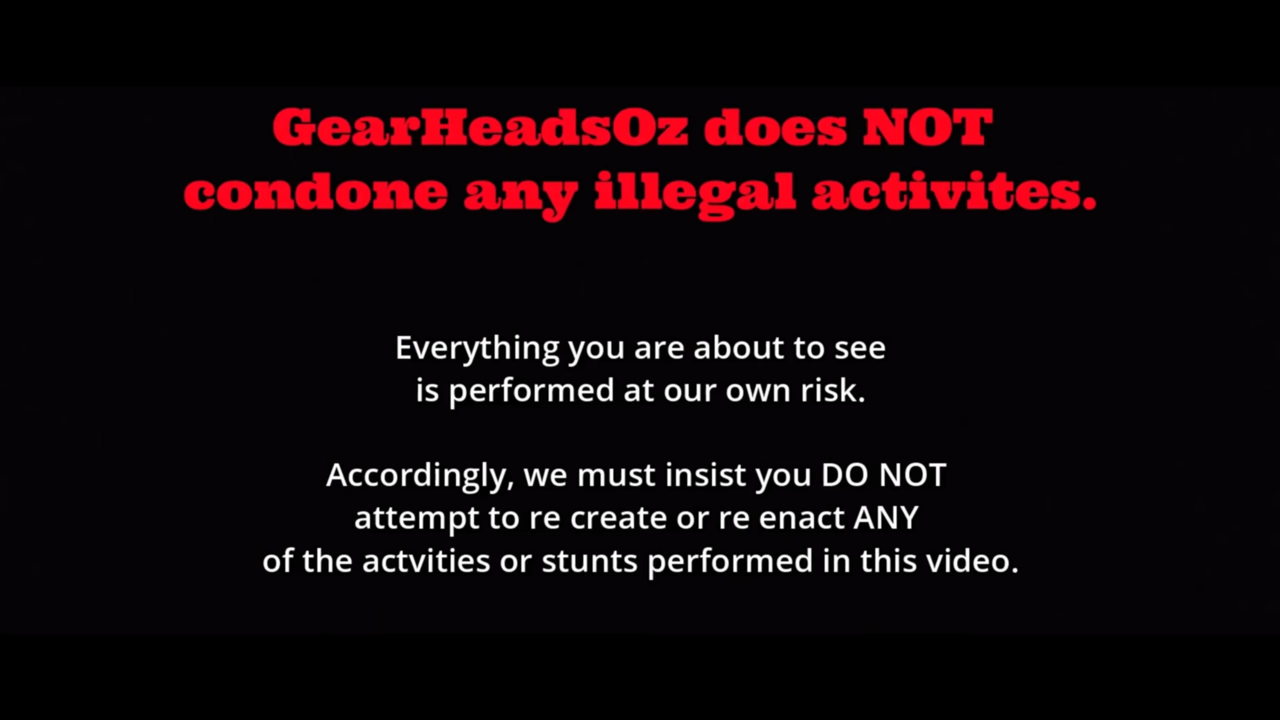 GearHeadsOz does NOT
condone any illegal activites.
Everything you are about to see
is performed at our own risk.
Accordingly, we must insist you DO NOT
attempt to re create or re enact ANY
of the actvities or stunts performed in this video.